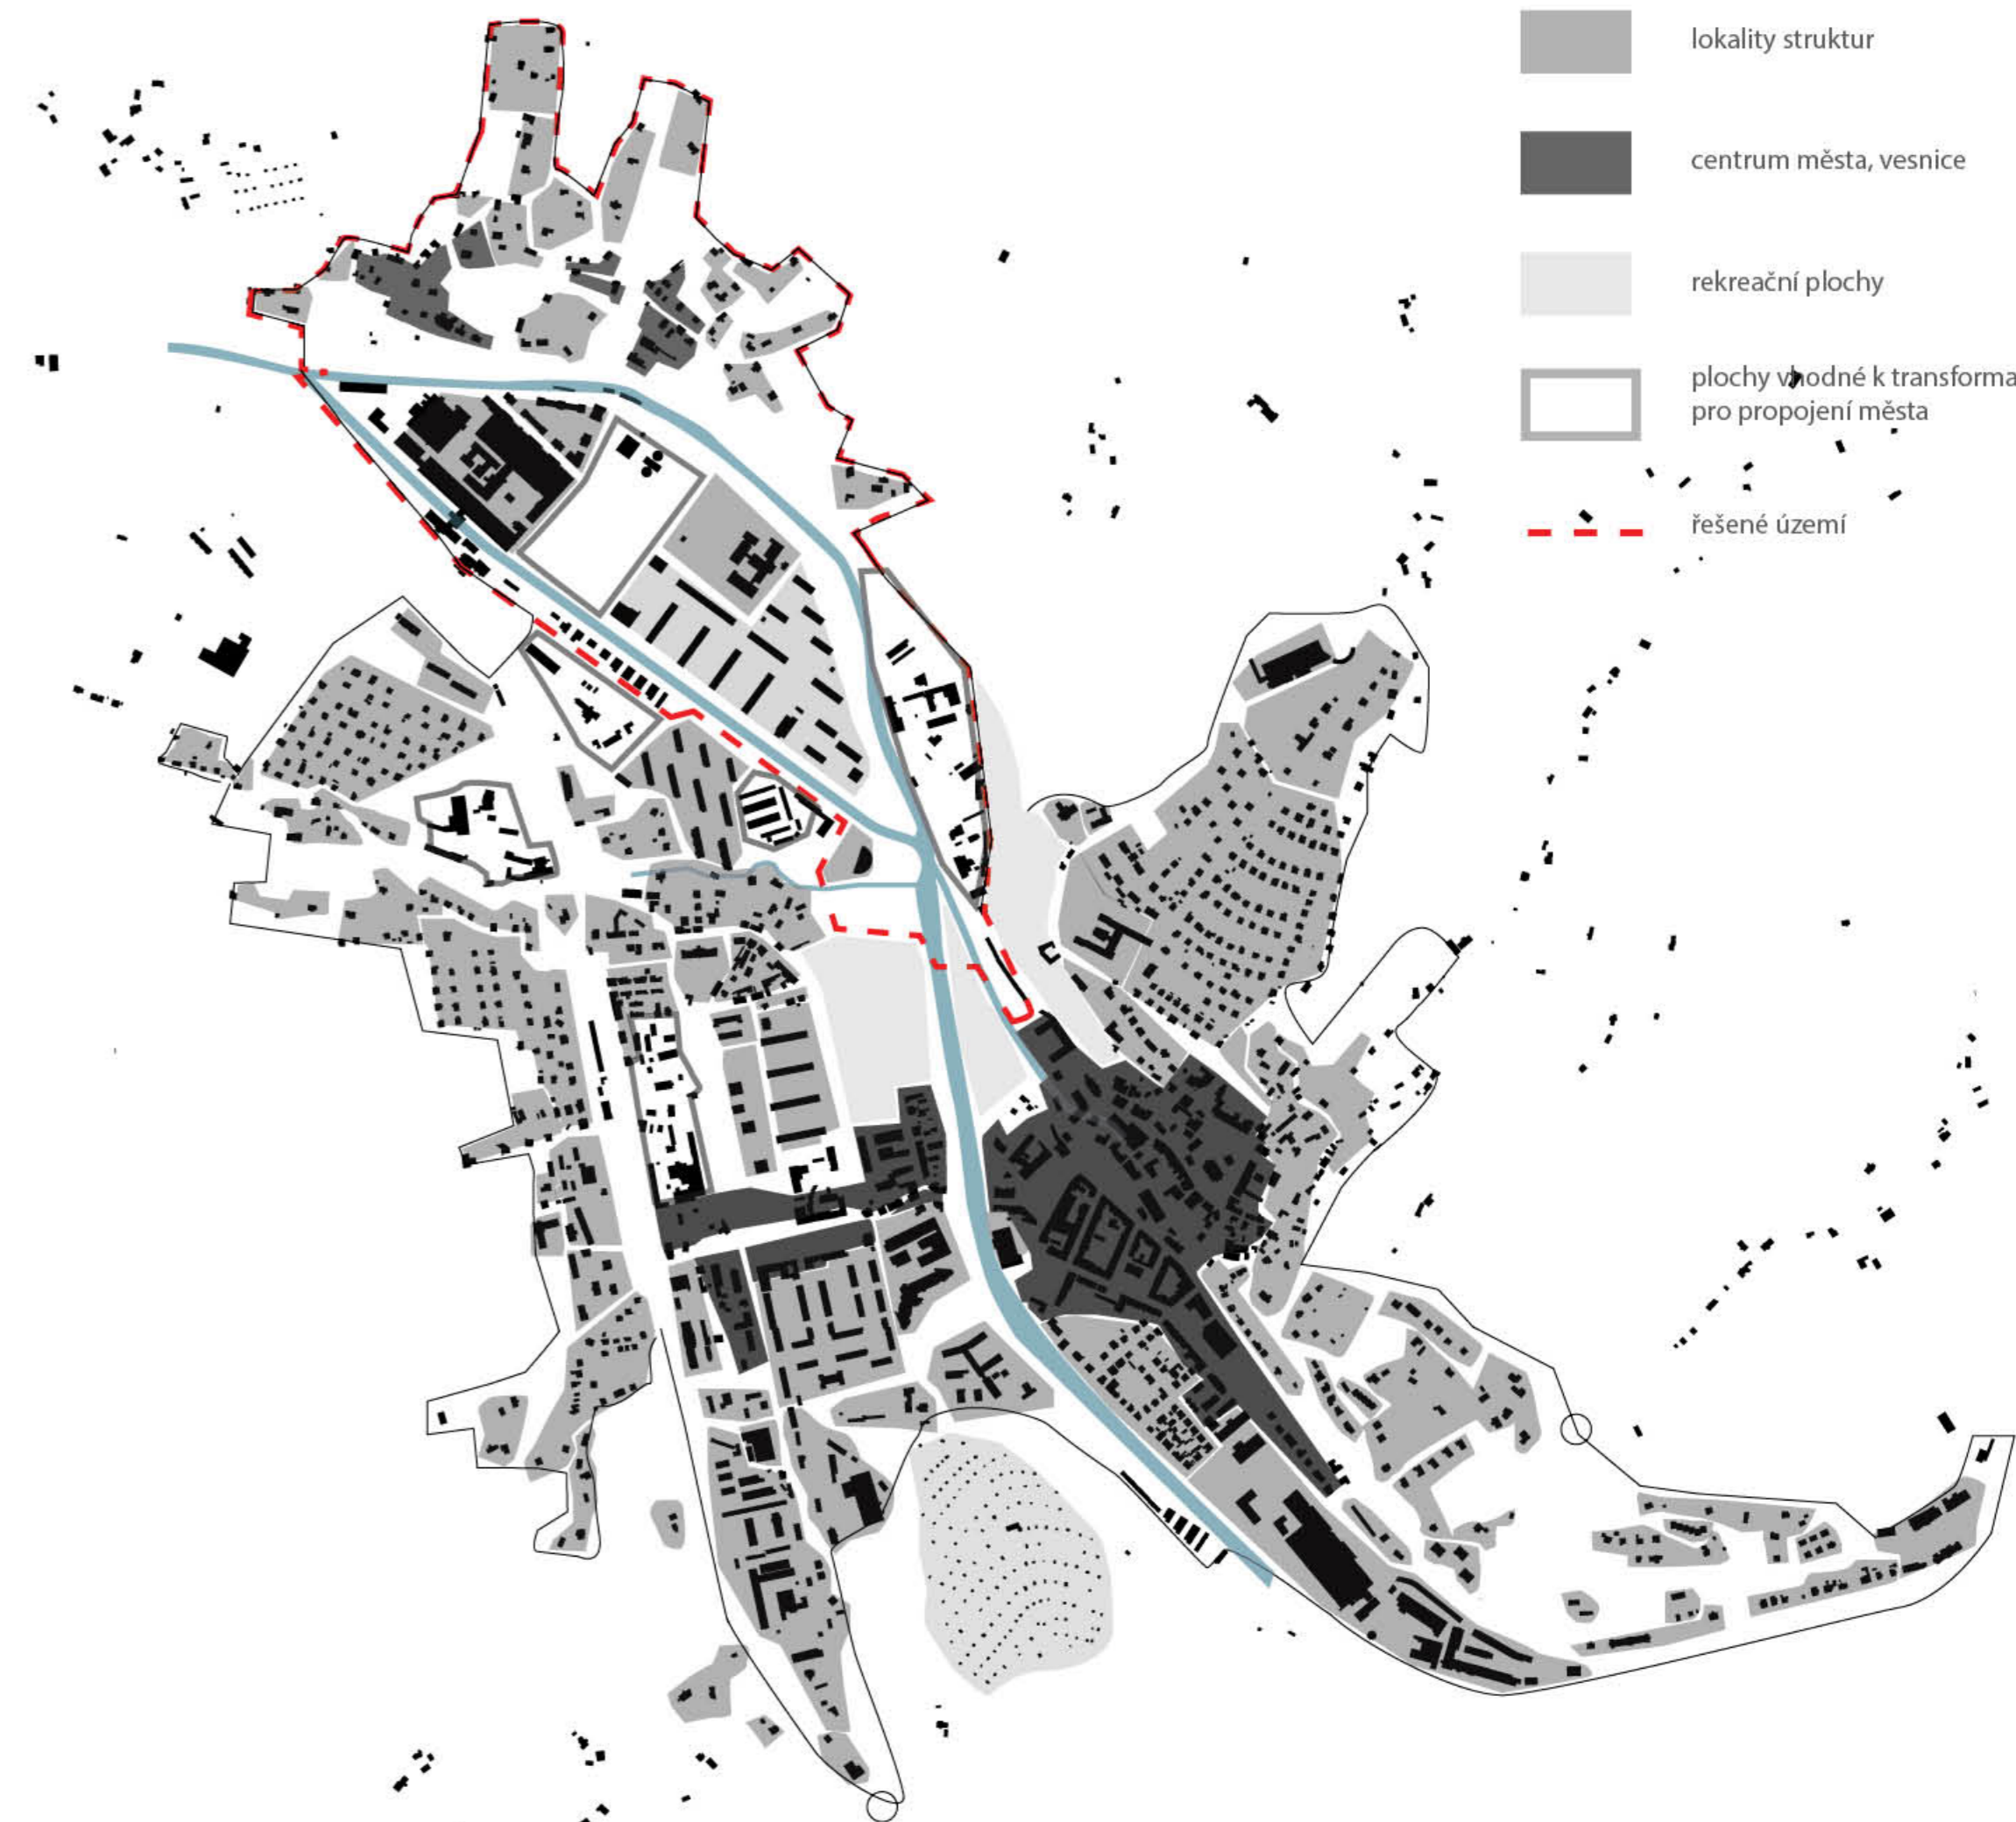 lokality struktur
centrum města, vesnice
rekreační plochy
plochy vhodné k transforma
pro propojení města
řešené území